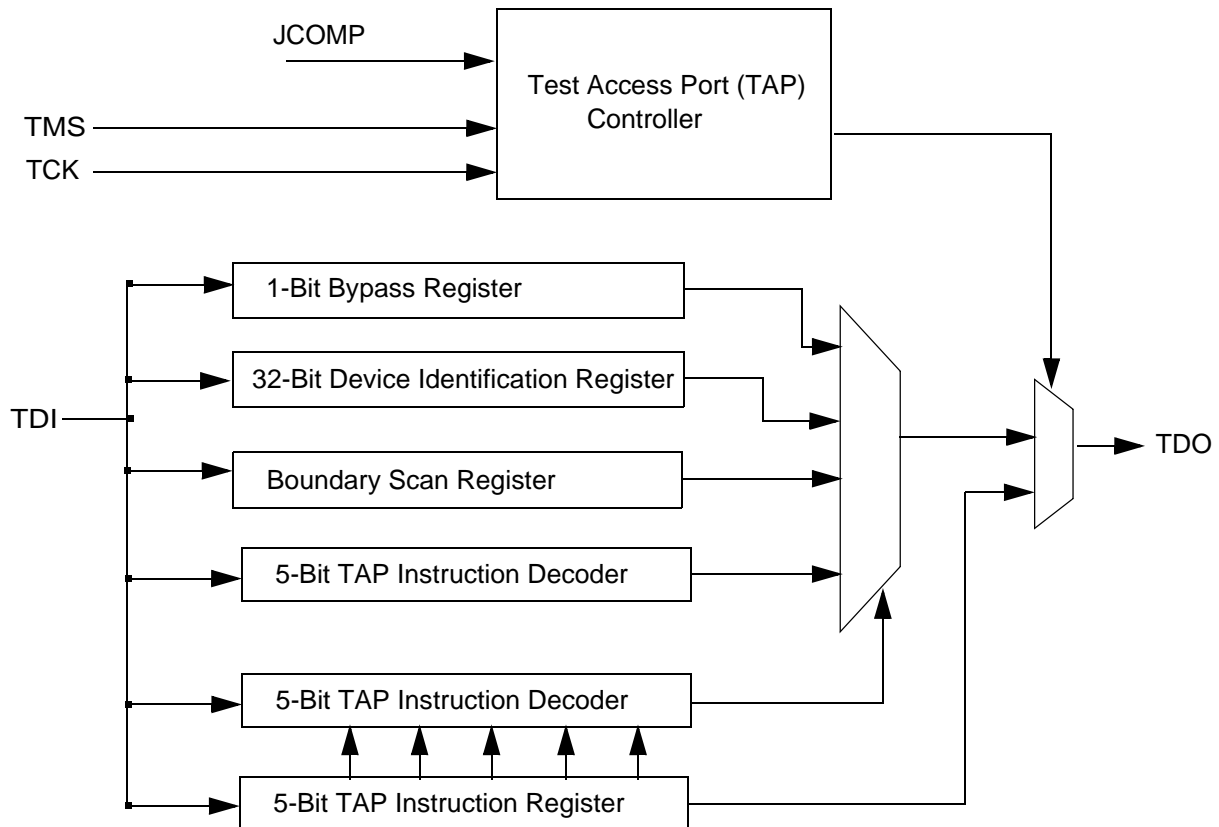 JCOMP
Test Access Port (TAP)
Controller
TMS
TCK
1-Bit Bypass Register
32-Bit Device Identification Register
TDI
TDO
Boundary Scan Register
5-Bit TAP Instruction Decoder
5-Bit TAP Instruction Decoder
5-Bit TAP Instruction Register